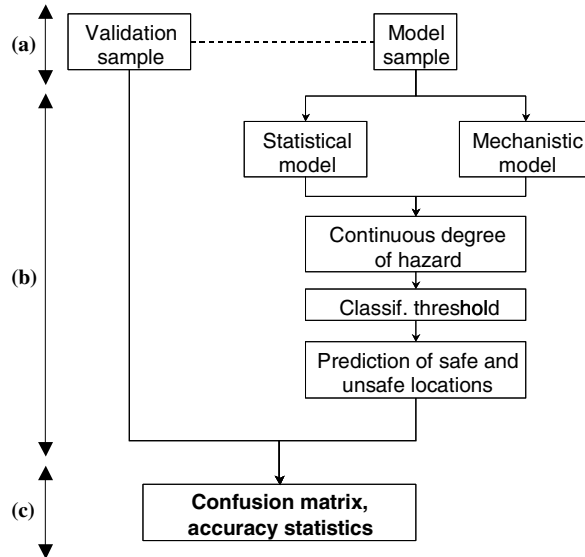 (a)
Validation
sample
Model
sample
(b)
Statistical
model
Mechanistic
model
Continuous degree
of hazard
Classif. threshold
Prediction of safe and
unsafe locations
(c)
Confusion matrix,
accuracy statistics